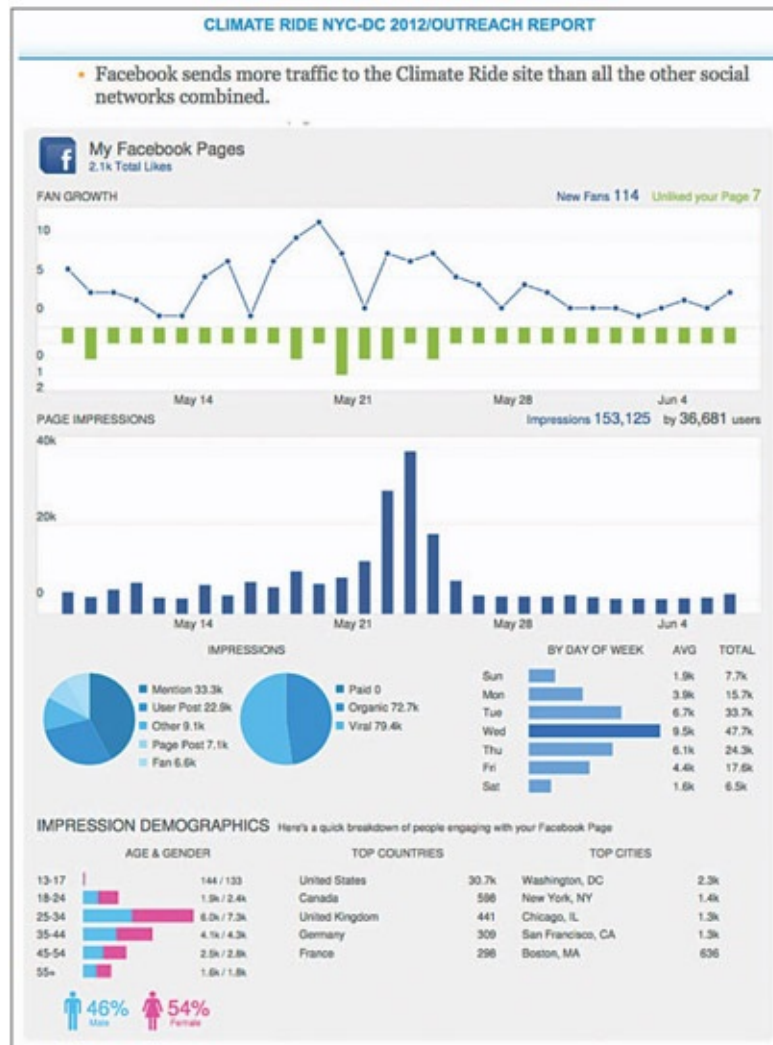 CLIMATE RIDE NYC-DC 2012/OUTREACH REPORT
• Facebook sends more traffic to the Climate Ride site than all the other social
networks combined.
f
My Facebook Pages
2.1k Total Likes
FAN GROWTH New Fans 114 Unliked your Page 7
10
5
0
0
1
2
May 14 May 21 May 28 Jun 4
PAGE IMPRESSIONS Impressions 153,125 by 36,681 users
40k
20k
0
May 14 May 21 May 28 Jun 4
IMPRESSIONS
Mention 33.3k
User Post 22.9k
Other 9.1k
Page Post 7.1k
Fan 6.6k
Paid 0
Organic 72.7k
Viral 79.4k
BY DAY OF WEEK AVG TOTAL
Sun 1.9k 7.7k
Mon 3.9k 15.7k
Tue 6.7k 33.7k
Wed 9.5k 47.7k
Thu 6.1k 24.3k
Fri 4.4k 17.6k
Sat 1.6k 6.5k
IMPRESSION DEMOGRAPHICS Here's a quick breakdown of people engaging with your Facebook Page
AGE & GENDER
13-17 144 / 133
18-24 1.9k / 2.4k
25-34 6.0k / 7.3k
35-44 4.1k / 4.3k
45-54 2.5k / 2.8k
55+ 1.6k / 1.8k
46% Male
54% Female
TOP COUNTRIES
United States 30.7k
Canada 598
United Kingdom 441
Germany 309
France 298
TOP CITIES
Washington, DC 2.3k
New York, NY 1.4k
Chicago, IL 1.3k
San Francisco, CA 1.3k
Boston, MA 636